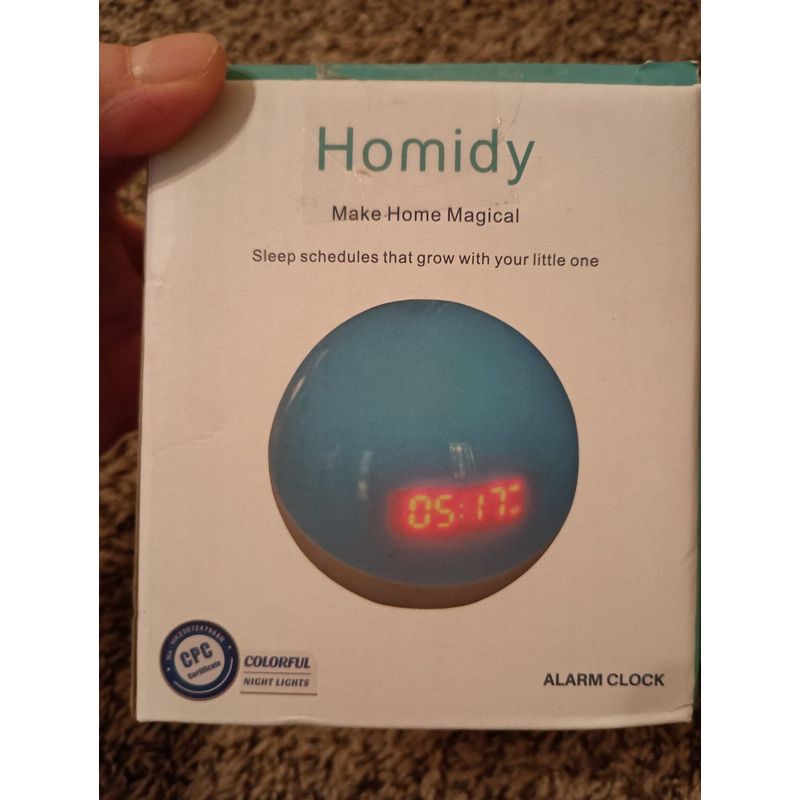 Homidy
Make Home Magical
Sleep schedules that grow with your little one
05:17
CPC
Certificate
COLORFUL
NIGHT LIGHTS
ALARM CLOCK